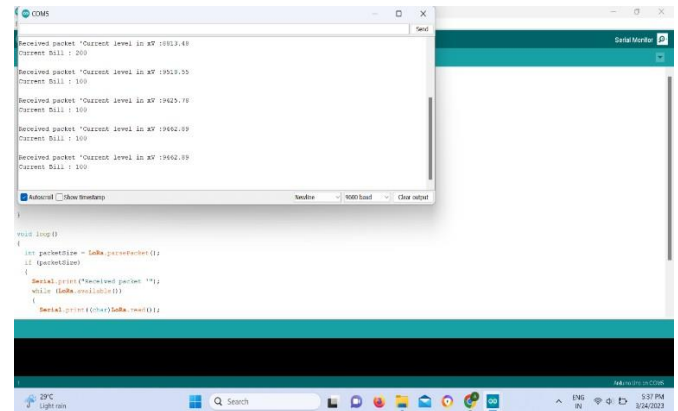 COM5
Send
Received packet 'Current level in mV :8813.48
Current Bill : 200
Received packet 'Current level in mV :9518.55
Current Bill : 100
Received packet 'Current level in mV :9425.78
Current Bill : 100
Received packet 'Current level in mV :9662.89
Current Bill : 100
Received packet 'Current level in mV :9662.89
Current Bill : 100
Autoscroll Show timestamp
Newline
9600 baud
Clear output
Serial Monitor
}
void loop()
{
int packetSize = LoRa.parsePacket();
if (packetSize)
{
Serial.print("Received packet '");
while (LoRa.available())
{
Serial.print((char)LoRa.read());
Arduino Uno on COM5
29°C
Light rain
Search
ENG
IN
5:37 PM
3/24/2023